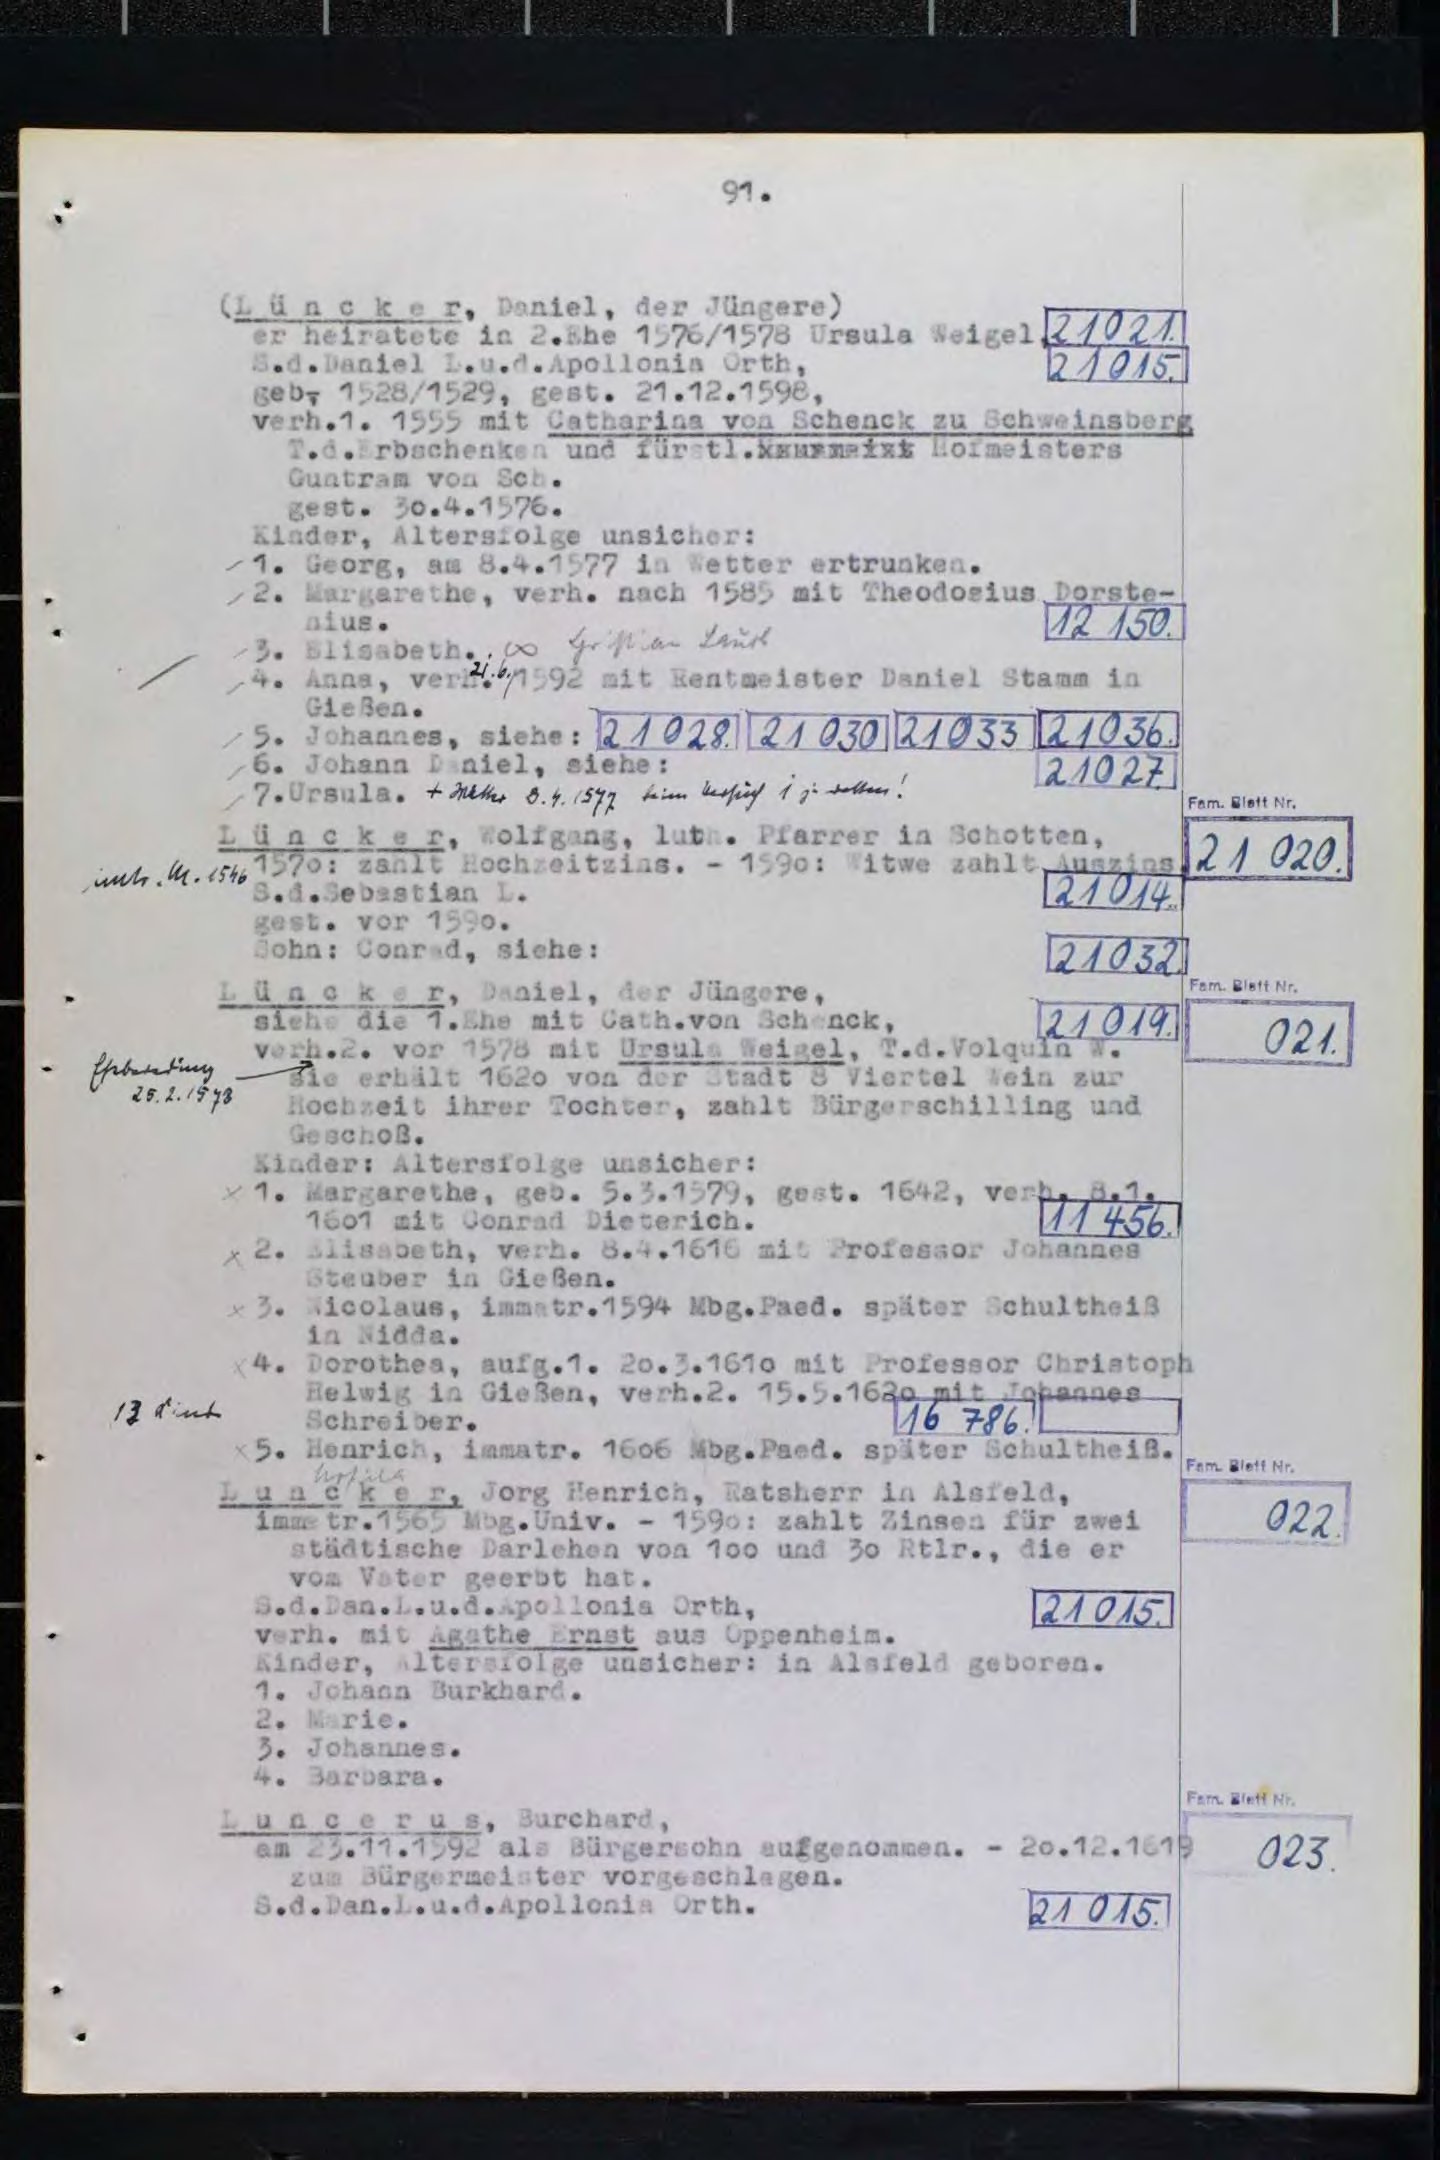 91.
(L ü n c k e r, Daniel, der Jüngere)
er heiratete in 2.Ehe 1576/1578 Ursula Weigel, 21021.
S.d.Daniel L.u.d.Apollonia Orth, 21015.
geb, 1528/1529, gest. 21.12.1598,
verh.1. 1555 mit Catharina von Schenck zu Schweinsberg
T.d.Erbschenken und fürstl. Hofmeisters
Guntram von Sch.
gest. 30.4.1576.
Kinder, Altersfolge unsicher:
1. Georg, am 8.4.1577 in Wetter ertrunken.
2. Margarethe, verh. nach 1585 mit Theodosius Dorste-
nius. 12 150.
3. Elisabeth. ∞
4. Anna, verh. 21.6. 1592 mit Rentmeister Daniel Stamm in
Gießen.
5. Johannes, siehe: 21028. 21030 21033 21036.
6. Johann Daniel, siehe: 21027.
7.Ursula. + Wetter 8.4.1577 beim Versuch
Fam. Blatt Nr.
L ü n c k e r, Wolfgang, luth. Pfarrer in Schotten,
1570: zahlt Hochzeitzins. - 1590: Witwe zahlt Auszins. 21 020.
imtr. M. 1546
S.d.Sebastian L. 21014.
gest. vor 1590.
Sohn: Conrad, siehe: 21032.
Fam. Blatt Nr.
L ü n c k e r, Daniel, der Jüngere,
siehe die 1.Ehe mit Cath.von Schenck, 21019. 021.
verh.2. vor 1578 mit Ursula Weigel, T.d.Volquin W.
Eheberedung
25.2.1578
Sie erhält 1620 von der Stadt 8 Viertel Wein zur
Hochzeit ihrer Tochter, zahlt Bürgerschilling und
Geschoß.
Kinder: Altersfolge unsicher:
x 1. Margarethe, geb. 5.3.1579, gest. 1642, verh. 8.1.
1601 mit Conrad Dieterich. 11 456.
x 2. Elisabeth, verh. 8.4.1616 mit Professor Johannes
Steuber in Gießen.
x 3. Nicolaus, immatr.1594 Mbg.Paed. später Schultheiß
in Nidda.
x 4. Dorothea, aufg.1. 20.3.1610 mit Professor Christoph
Helwig in Gießen, verh.2. 15.5.1620 mit Johannes
Schreiber. 16 786.
13
x 5. Henrich, immatr. 1606 Mbg.Paed. später Schultheiß.
Fam. Blatt Nr.
L u n c k e r, Jorg Henrich, Ratsherr in Alsfeld,
immatr.1565 Mbg.Univ. - 1590: zahlt Zinsen für zwei 022.
städtische Darlehen von 100 und 30 Rtlr., die er
vom Vater geerbt hat.
S.d.Dan.L.u.d.Apollonia Orth, 21015.
verh. mit Agathe Ernst aus Oppenheim.
Kinder, Altersfolge unsicher: in Alsfeld geboren.
1. Johann Burkhard.
2. Marie.
3. Johannes.
4. Barbara.
Fam. Blatt Nr.
L u n c e r u s, Burchard,
am 23.11.1592 als Bürgersohn aufgenommen. - 20.12.1619 023.
zum Bürgermeister vorgeschlagen.
S.d.Dan.L.u.d.Apollonia Orth. 21015.